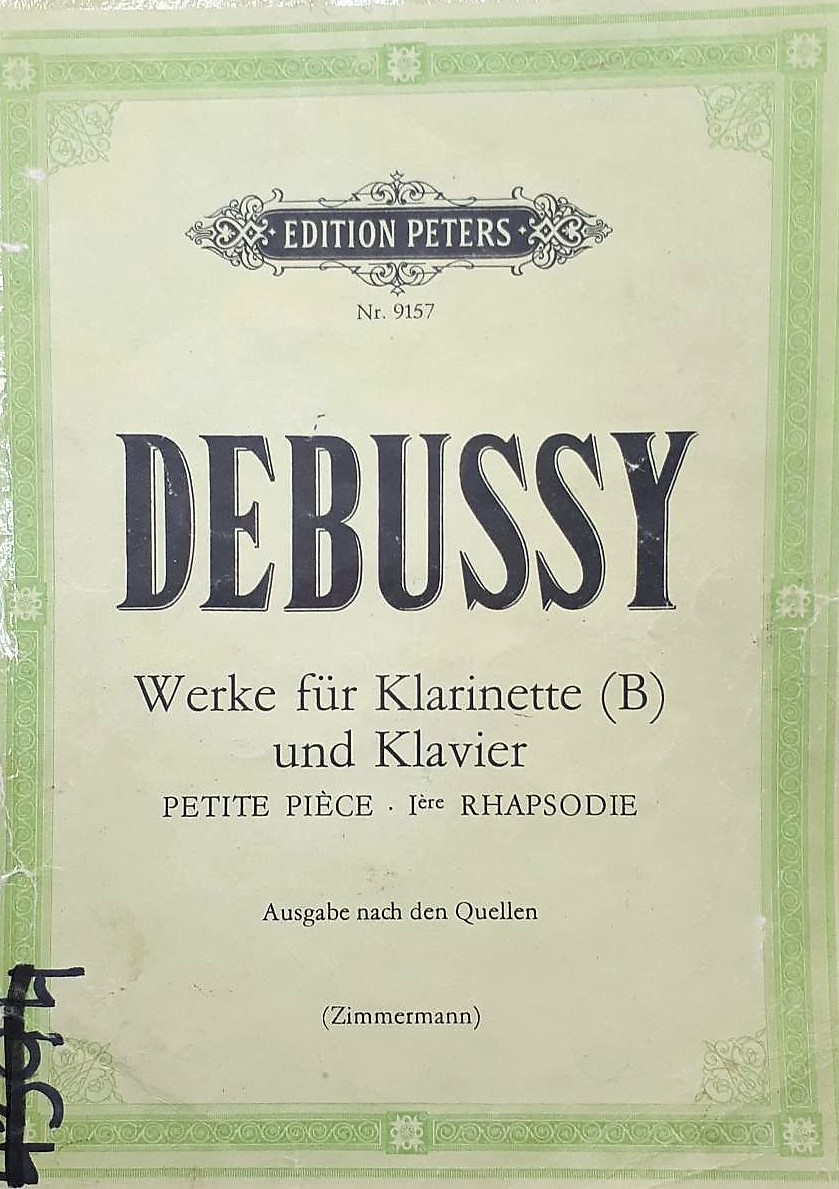 EDITION PETERS
Nr. 9157
DEBUSSY
Werke für Klarinette (B)
und Klavier
PETITE PIÈCE · Ière RHAPSODIE
Ausgabe nach den Quellen
(Zimmermann)